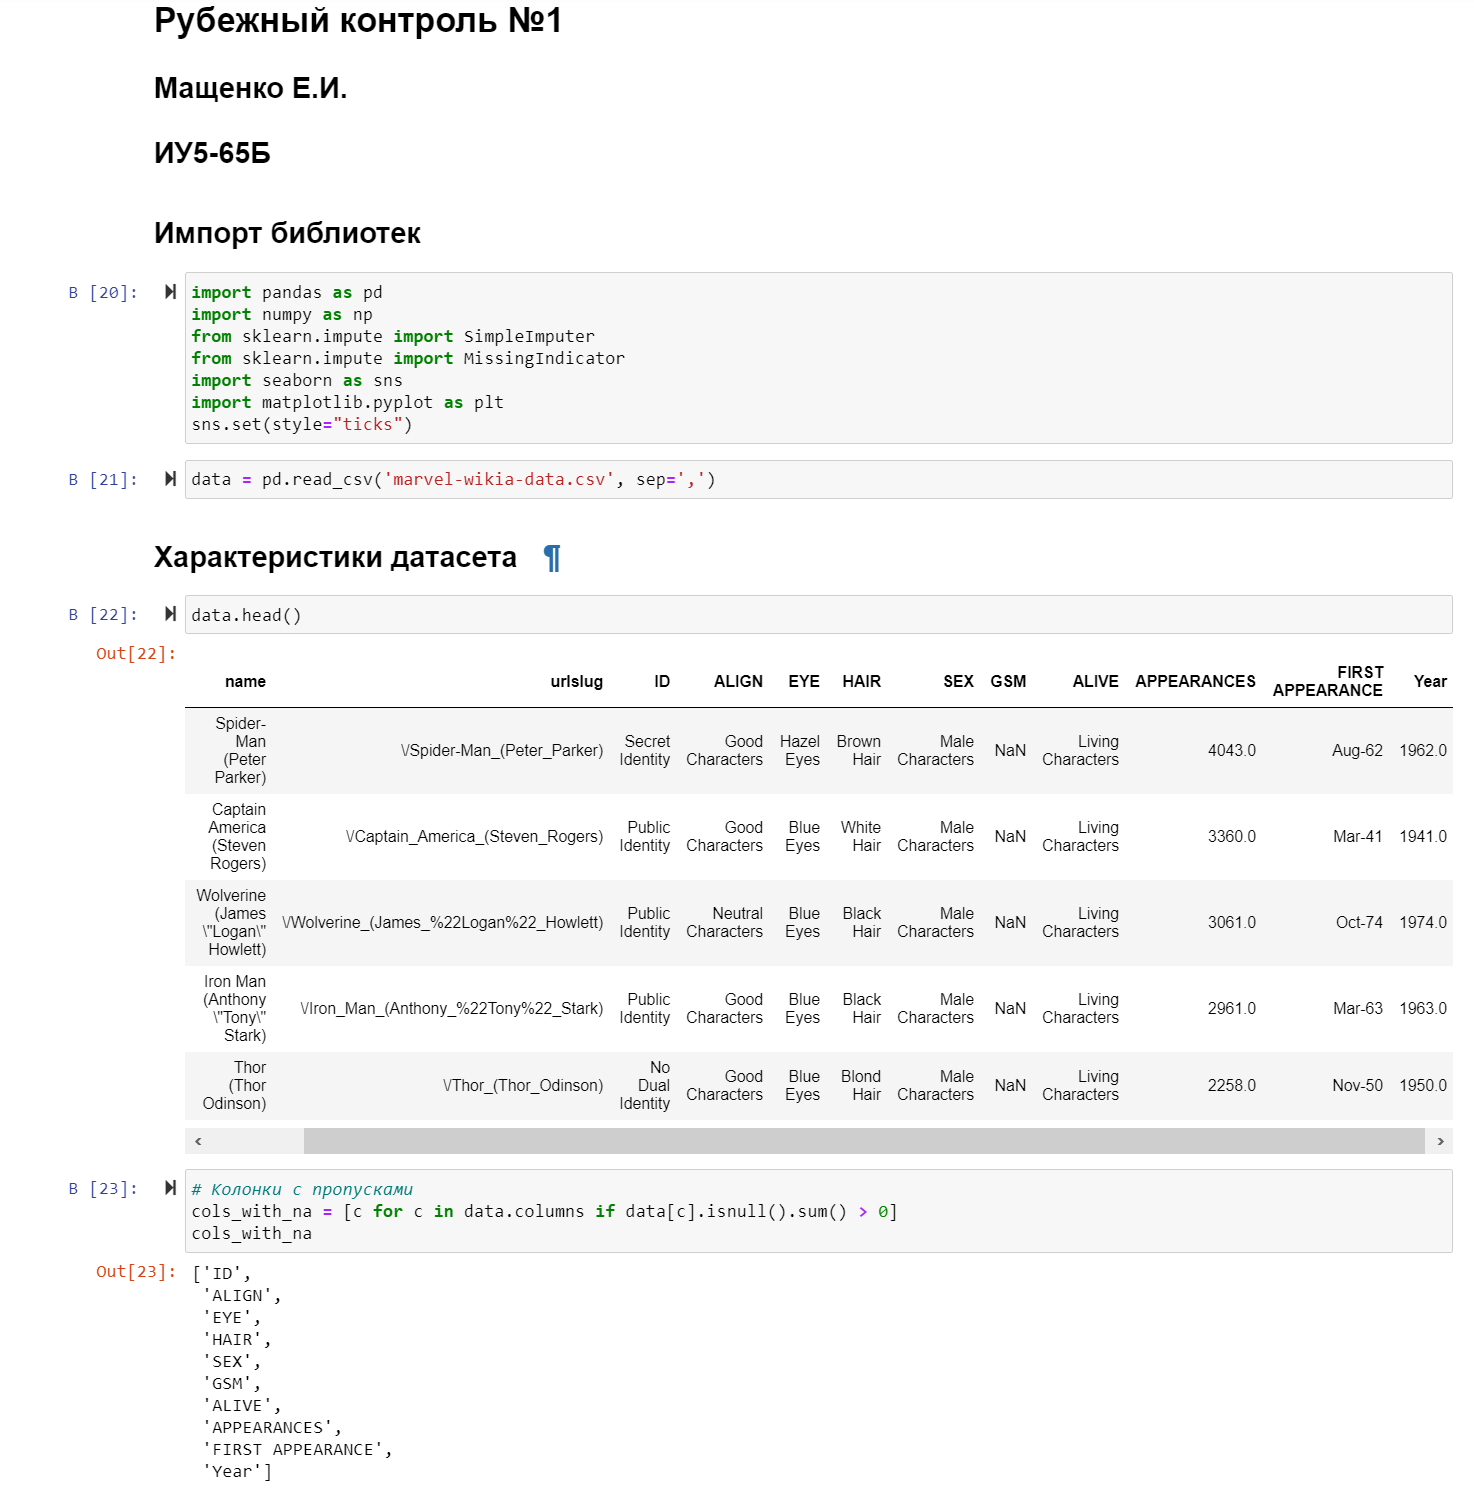 Рубежный контроль №1
Мащенко Е.И.
ИУ5-65Б
Импорт библиотек
В [20]:
import pandas as pd
import numpy as np
from sklearn.impute import SimpleImputer
from sklearn.impute import MissingIndicator
import seaborn as sns
import matplotlib.pyplot as plt
sns.set(style="ticks")
В [21]: data = pd.read_csv('marvel-wikia-data.csv', sep=',')
Характеристики датасета ¶
В [22]: data.head()
Out[22]:
name urlslug ID ALIGN EYE HAIR SEX GSM ALIVE APPEARANCES FIRST APPEARANCE Year
Spider-Man (Peter Parker) \/Spider-Man_(Peter_Parker) Secret Identity Good Characters Hazel Eyes Brown Hair Male Characters NaN Living Characters 4043.0 Aug-62 1962.0
Captain America (Steven Rogers) \/Captain_America_(Steven_Rogers) Public Identity Good Characters Blue Eyes White Hair Male Characters NaN Living Characters 3360.0 Mar-41 1941.0
Wolverine (James \"Logan\" Howlett) \/Wolverine_(James_%22Logan%22_Howlett) Public Identity Neutral Characters Blue Eyes Black Hair Male Characters NaN Living Characters 3061.0 Oct-74 1974.0
Iron Man (Anthony \"Tony\" Stark) \/Iron_Man_(Anthony_%22Tony%22_Stark) Public Identity Good Characters Blue Eyes Black Hair Male Characters NaN Living Characters 2961.0 Mar-63 1963.0
Thor (Thor Odinson) \/Thor_(Thor_Odinson) No Dual Identity Good Characters Blue Eyes Blond Hair Male Characters NaN Living Characters 2258.0 Nov-50 1950.0
В [23]:
# Колонки с пропусками
cols_with_na = [c for c in data.columns if data[c].isnull().sum() > 0]
cols_with_na
Out[23]: ['ID',
'ALIGN',
'EYE',
'HAIR',
'SEX',
'GSM',
'ALIVE',
'APPEARANCES',
'FIRST APPEARANCE',
'Year']